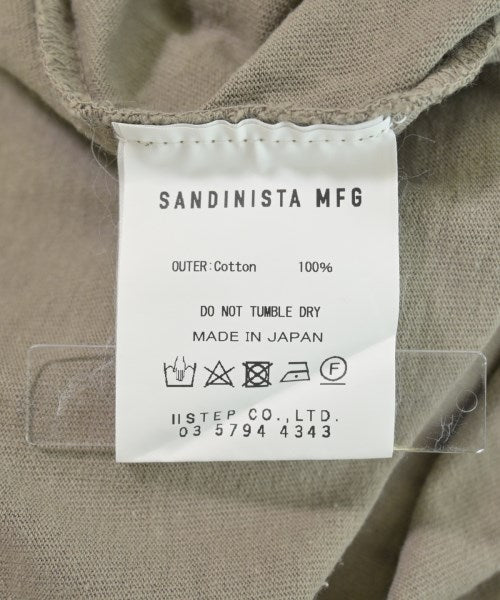 SANDINISTA MFG
OUTER:Cotton 100%
DO NOT TUMBLE DRY
MADE IN JAPAN
F
IISTEP CO.,LTD.
03 5794 4343